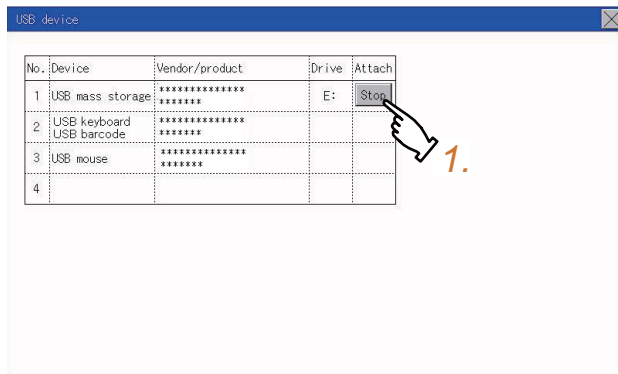 USB device
No. Device Vendor/product Drive Attach
1 USB mass storage ************** ******* E: Stop
2 USB keyboard USB barcode ************** *******
3 USB mouse ************** *******
4
1.